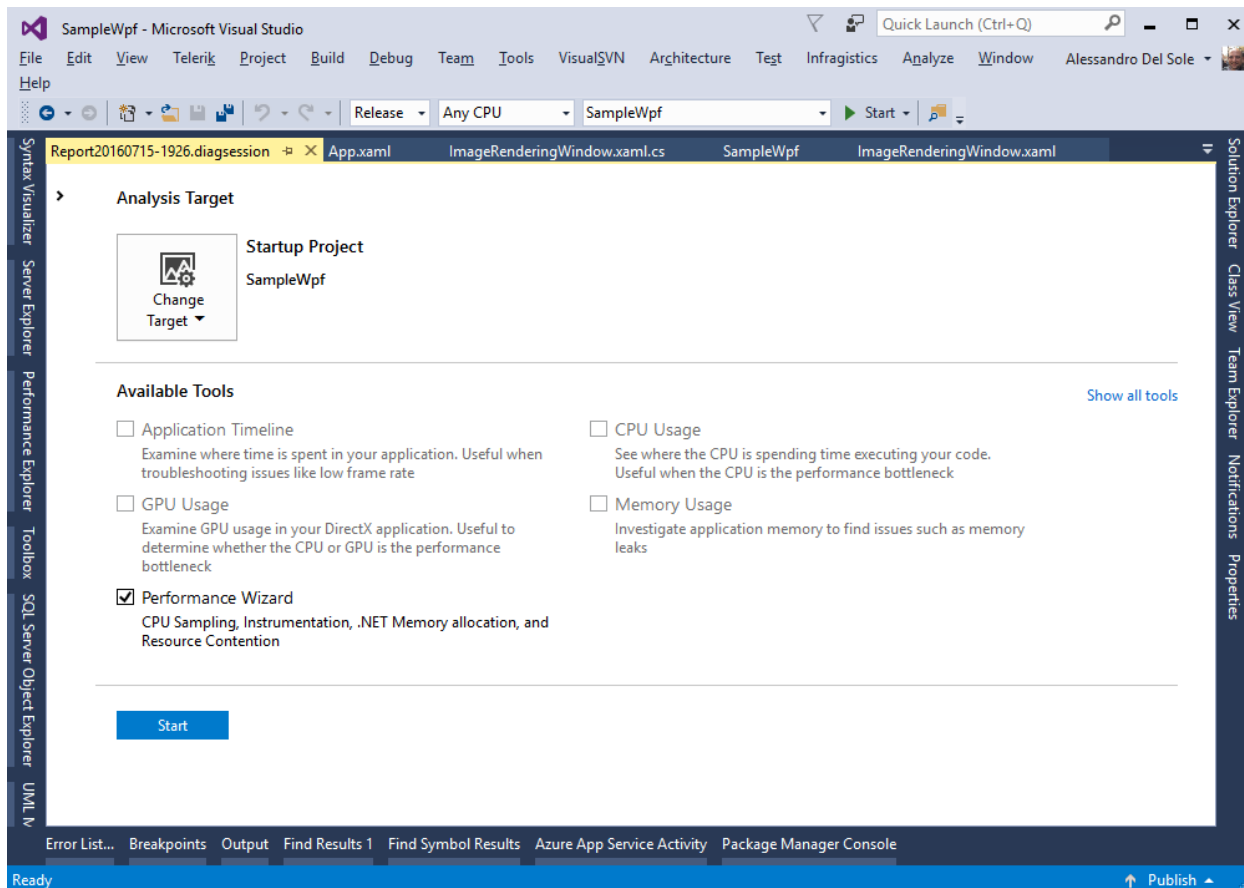 SampleWpf - Microsoft Visual Studio
Quick Launch (Ctrl+Q)
File Edit View Telerik Project Build Debug Team Tools VisualSVN Architecture Test Infragistics Analyze Window Alessandro Del Sole
Help
Release Any CPU SampleWpf Start
Report20160715-1926.diagsession App.xaml ImageRenderingWindow.xaml.cs SampleWpf ImageRenderingWindow.xaml
Syntax Visualizer
Server Explorer
Performance Explorer
Toolbox
SQL Server Object Explorer
UML M
Analysis Target
Change
Target
Startup Project
SampleWpf
Available Tools
Show all tools
Application Timeline
Examine where time is spent in your application. Useful when
troubleshooting issues like low frame rate
CPU Usage
See where the CPU is spending time executing your code.
Useful when the CPU is the performance bottleneck
GPU Usage
Examine GPU usage in your DirectX application. Useful to
determine whether the CPU or GPU is the performance
bottleneck
Memory Usage
Investigate application memory to find issues such as memory
leaks
Performance Wizard
CPU Sampling, Instrumentation, .NET Memory allocation, and
Resource Contention
Start
Solution Explorer
Class View
Team Explorer
Notifications
Properties
Error List... Breakpoints Output Find Results 1 Find Symbol Results Azure App Service Activity Package Manager Console
Ready
Publish